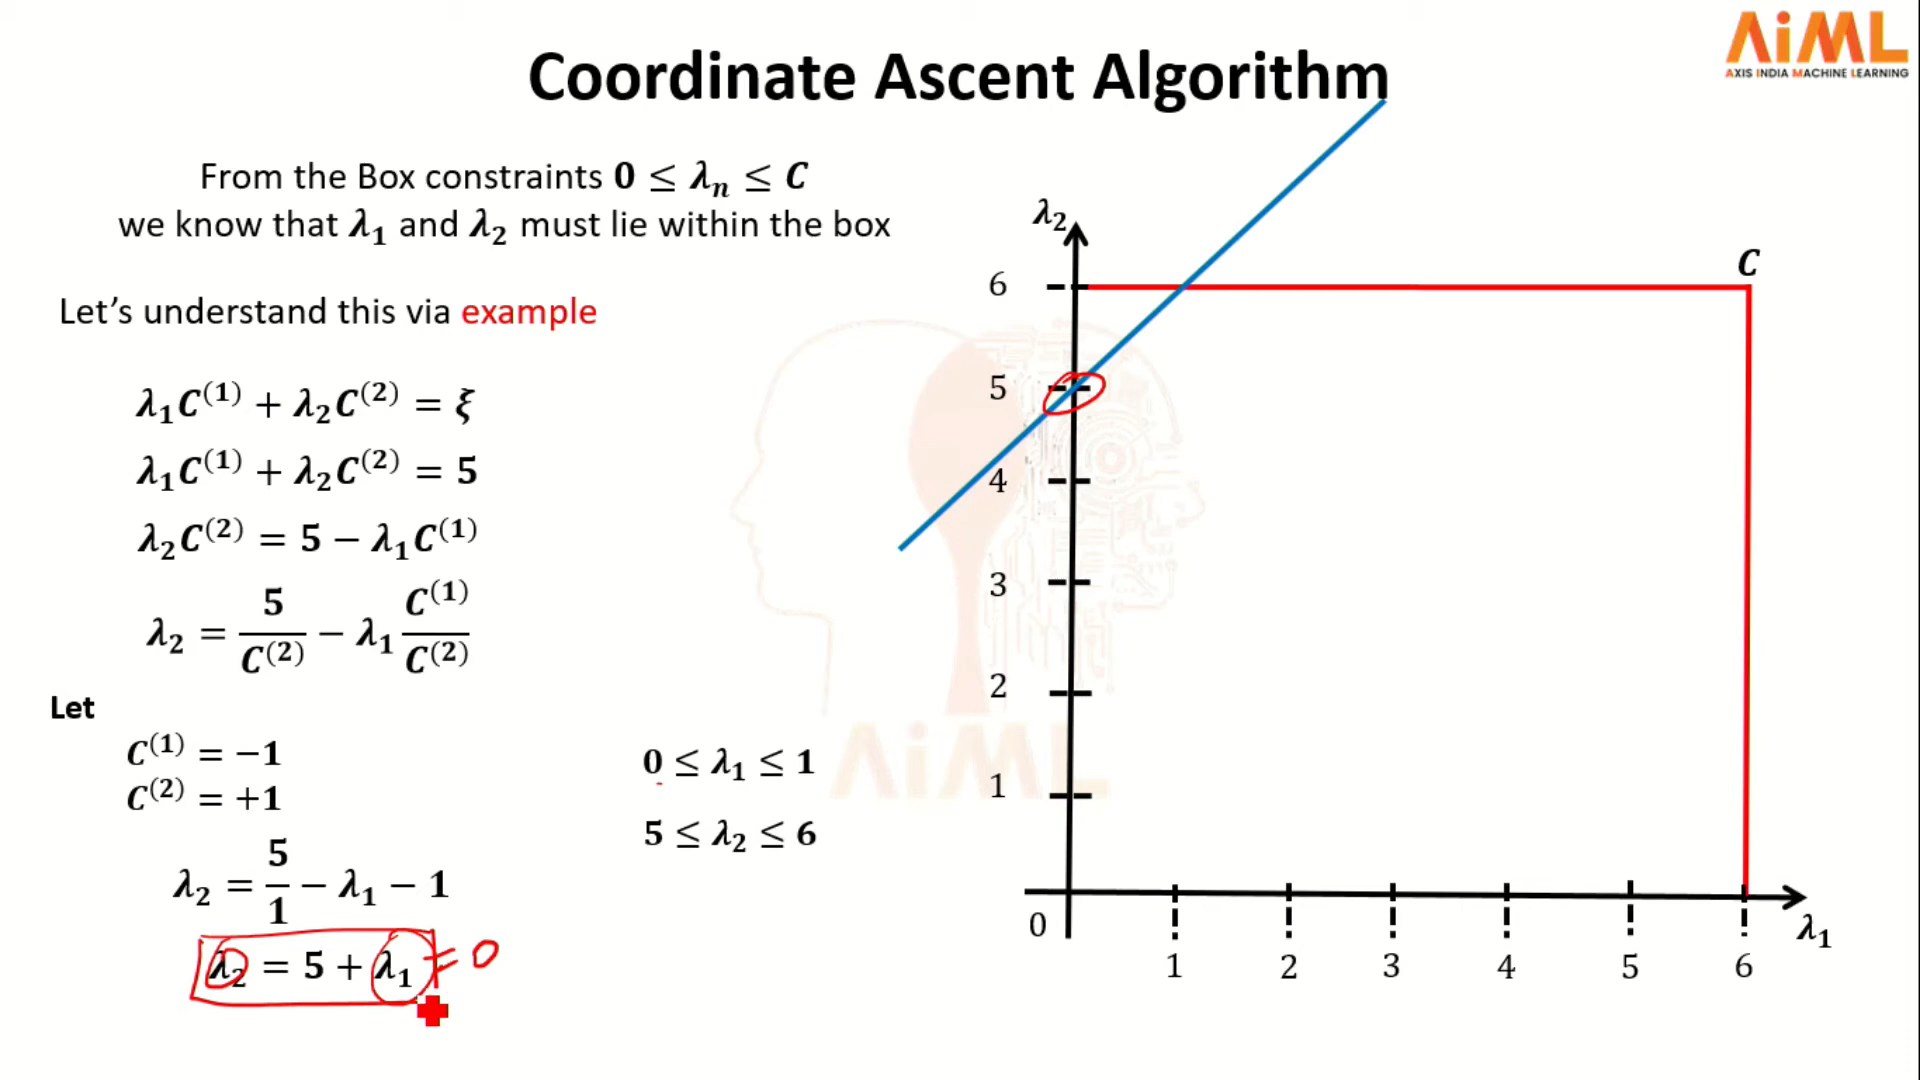 AiML
AXIS INDIA MACHINE LEARNING
Coordinate Ascent Algorithm
From the Box constraints 0 ≤ λₙ ≤ C
we know that λ₁ and λ₂ must lie within the box
Let's understand this via example
λ₁C⁽¹⁾ + λ₂C⁽²⁾ = ξ
λ₁C⁽¹⁾ + λ₂C⁽²⁾ = 5
λ₂C⁽²⁾ = 5 − λ₁C⁽¹⁾
λ₂ = 5/C⁽²⁾ − λ₁ C⁽¹⁾/C⁽²⁾
Let
C⁽¹⁾ = −1
C⁽²⁾ = +1
λ₂ = 5/1 − λ₁ − 1
λ₂ = 5 + λ₁ = 0
0 ≤ λ₁ ≤ 1
5 ≤ λ₂ ≤ 6
AiML
λ₂
C
6
5
4
3
2
1
0
1 2 3 4 5 6
λ₁